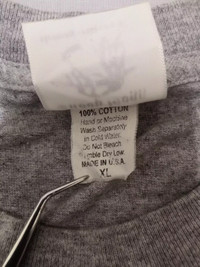 100% COTTON
Hand or Machine
Wash Separately
in Cold Water.
Do Not Bleach
Tumble Dry Low
MADE IN U.S.A.
XL